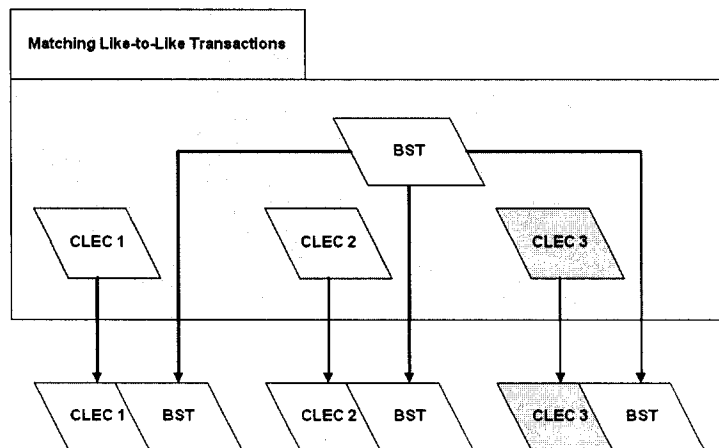 Matching Like-to-Like Transactions
BST
CLEC 1
CLEC 2
CLEC 3
CLEC 1
BST
CLEC 2
BST
CLEC 3
BST